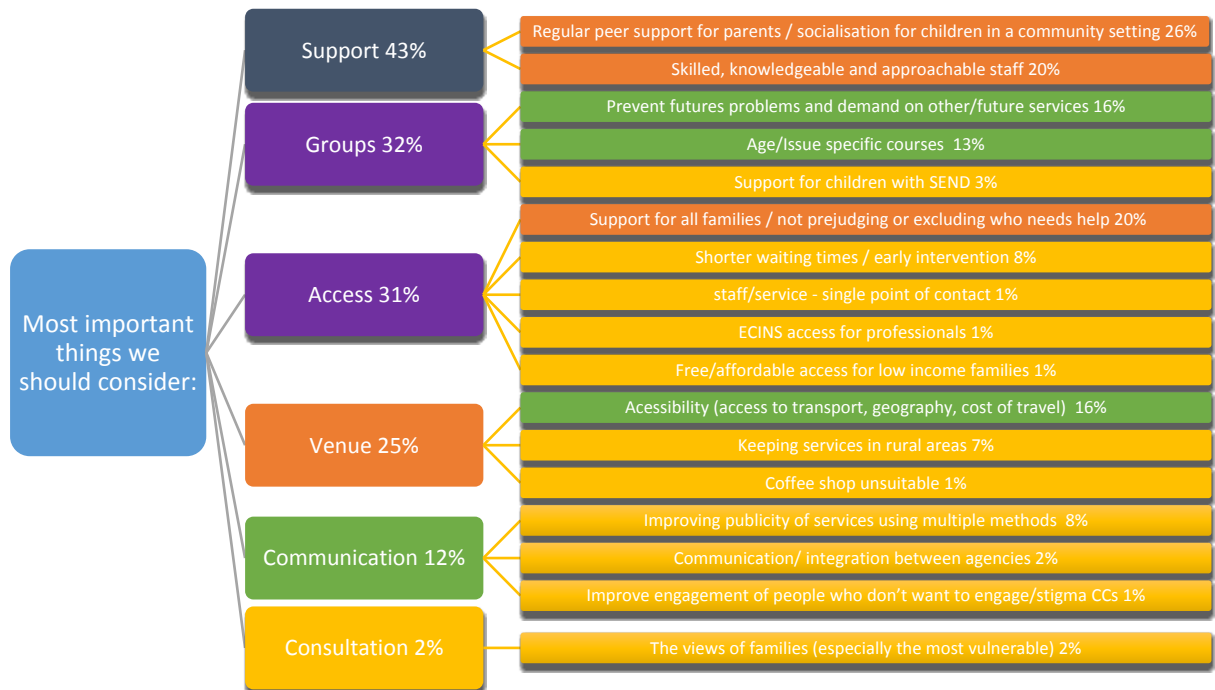 Most important
things we
should consider:
Support 43%
Regular peer support for parents / socialisation for children in a community setting 26%
Skilled, knowledgeable and approachable staff 20%
Groups 32%
Prevent futures problems and demand on other/future services 16%
Age/Issue specific courses 13%
Support for children with SEND 3%
Access 31%
Support for all families / not prejudging or excluding who needs help 20%
Shorter waiting times / early intervention 8%
staff/service - single point of contact 1%
ECINS access for professionals 1%
Free/affordable access for low income families 1%
Venue 25%
Acessibility (access to transport, geography, cost of travel) 16%
Keeping services in rural areas 7%
Coffee shop unsuitable 1%
Communication 12%
Improving publicity of services using multiple methods 8%
Communication/ integration between agencies 2%
Improve engagement of people who don’t want to engage/stigma CCs 1%
Consultation 2%
The views of families (especially the most vulnerable) 2%